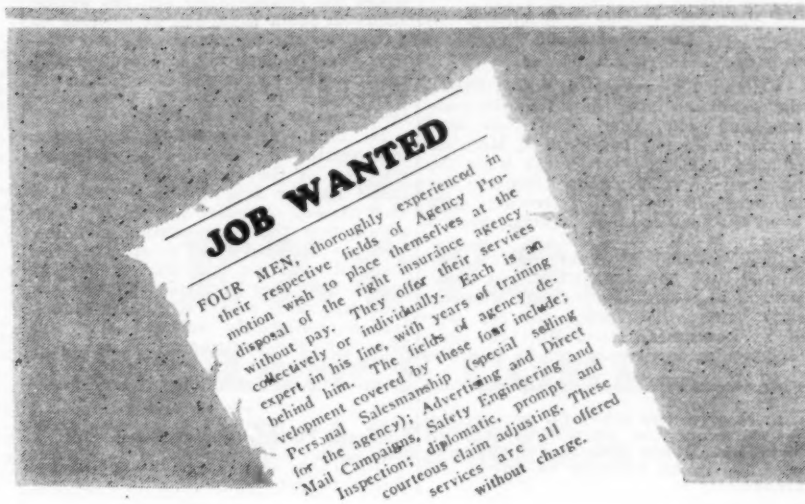 JOB WANTED
FOUR MEN, thoroughly experienced in
their respective fields of Agency Pro-
motion wish to place themselves at the
disposal of the right insurance agency
without pay. They offer their services
collectively or individually. Each is an
expert in his line, with years of training
behind him. The fields of agency de-
velopment covered by these four include;
Personal Salesmanship (special selling
for the agency); Advertising and Direct
Mail Campaigns, Safety Engineering and
Inspection; diplomatic, prompt and
courteous claim adjusting. These
services are all offered
without charge.